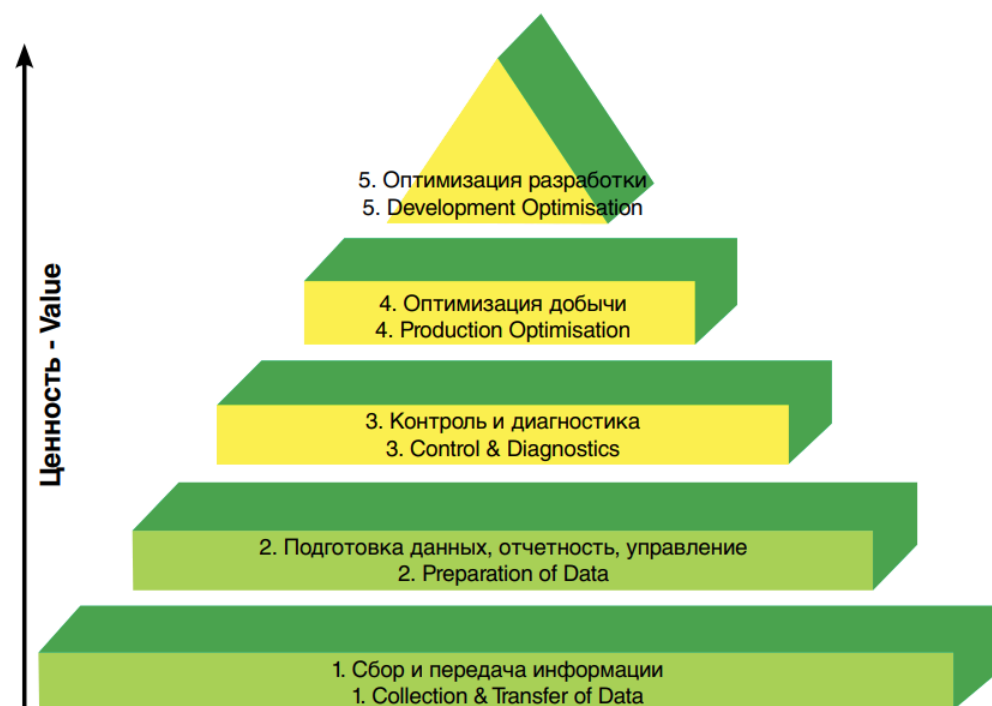 5. Оптимизация разработки
5. Development Optimisation
4. Оптимизация добычи
4. Production Optimisation
Ценность - Value
3. Контроль и диагностика
3. Control & Diagnostics
2. Подготовка данных, отчетность, управление
2. Preparation of Data
1. Сбор и передача информации
1. Collection & Transfer of Data